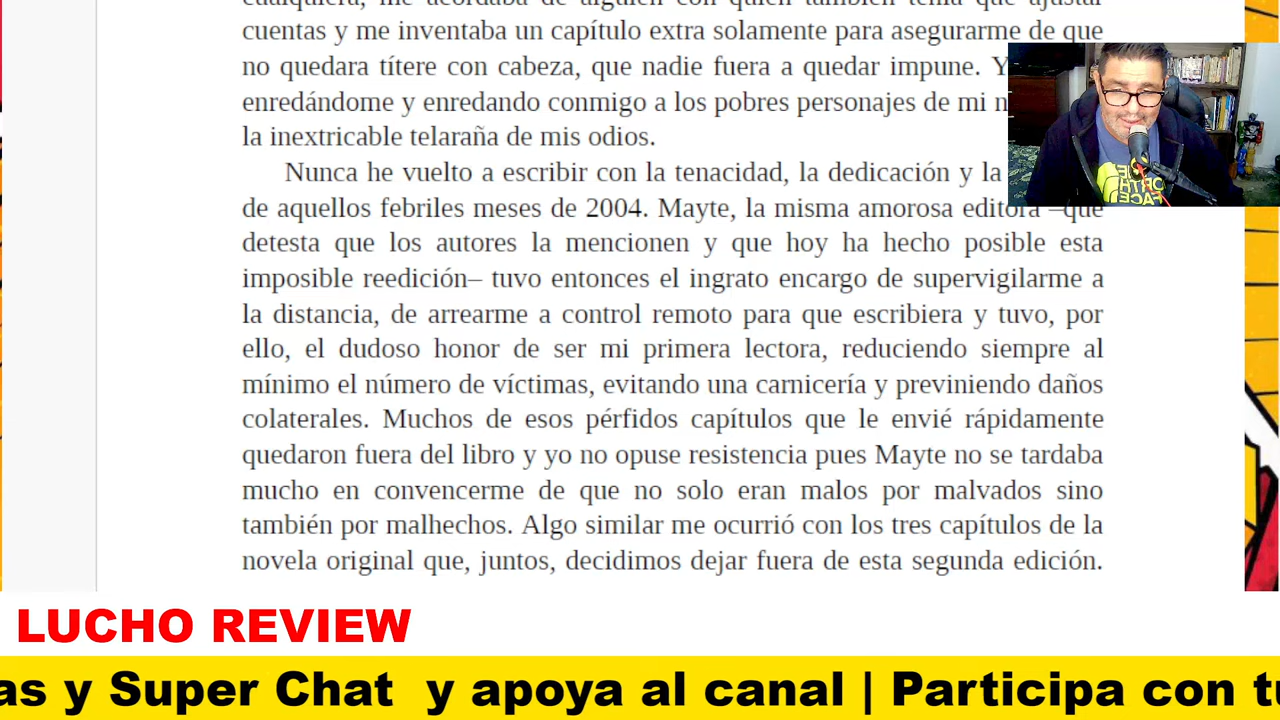 cuentas y me inventaba un capítulo extra solamente para asegurarme de que
no quedara títere con cabeza, que nadie fuera a quedar impune. Y
enredándome y enredando conmigo a los pobres personajes de mi
la inextricable telaraña de mis odios.
Nunca he vuelto a escribir con la tenacidad, la dedicación y la
de aquellos febriles meses de 2004. Mayte, la misma amorosa editora –que
detesta que los autores la mencionen y que hoy ha hecho posible esta
imposible reedición– tuvo entonces el ingrato encargo de supervigilarme a
la distancia, de arrearme a control remoto para que escribiera y tuvo, por
ello, el dudoso honor de ser mi primera lectora, reduciendo siempre al
mínimo el número de víctimas, evitando una carnicería y previniendo daños
colaterales. Muchos de esos pérfidos capítulos que le envié rápidamente
quedaron fuera del libro y yo no opuse resistencia pues Mayte no se tardaba
mucho en convencerme de que no solo eran malos por malvados sino
también por malhechos. Algo similar me ocurrió con los tres capítulos de la
novela original que, juntos, decidimos dejar fuera de esta segunda edición.
LUCHO REVIEW
as y Super Chat y apoya al canal | Participa con tu